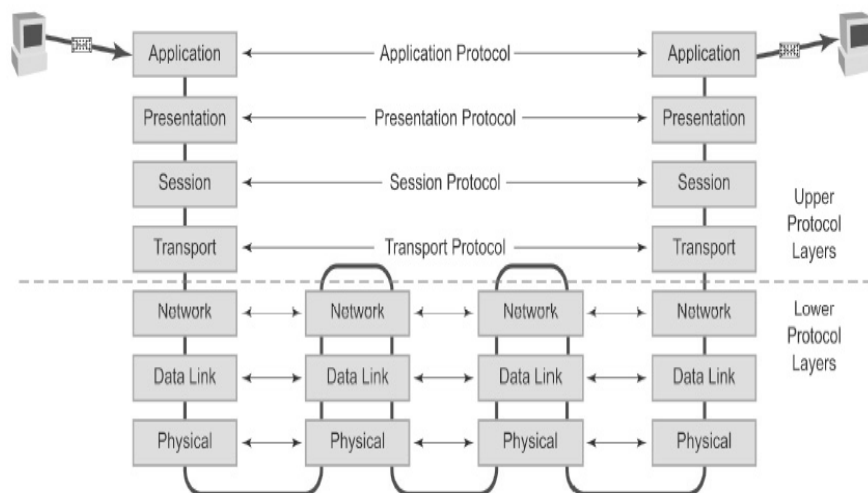 Application Application Protocol Application
Presentation Presentation Protocol Presentation
Session Session Protocol Session
Upper
Protocol
Layers
Transport Transport Protocol Transport
Network Network Network Network
Lower
Protocol
Layers
Data Link Data Link Data Link Data Link
Physical Physical Physical Physical